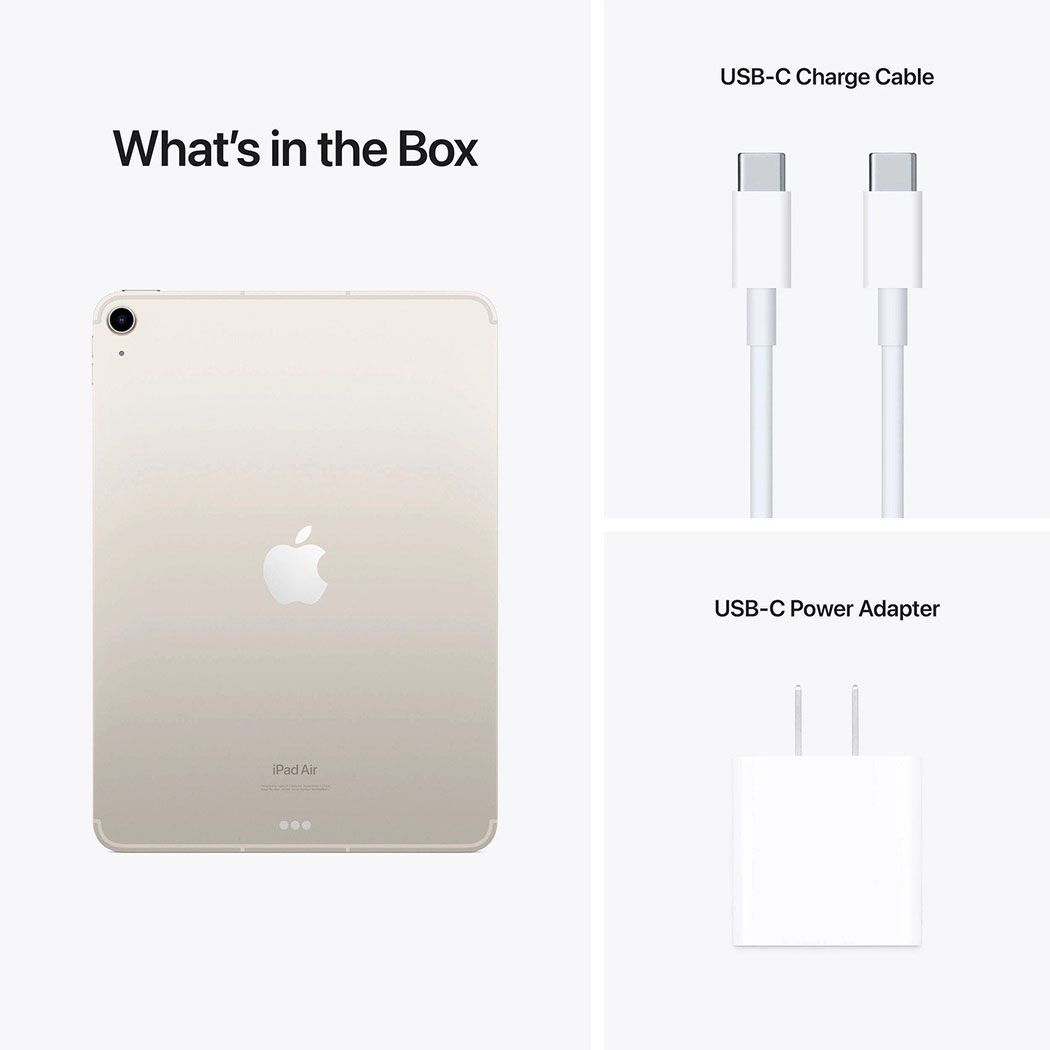 What's in the Box
iPad Air
USB-C Charge Cable
USB-C Power Adapter